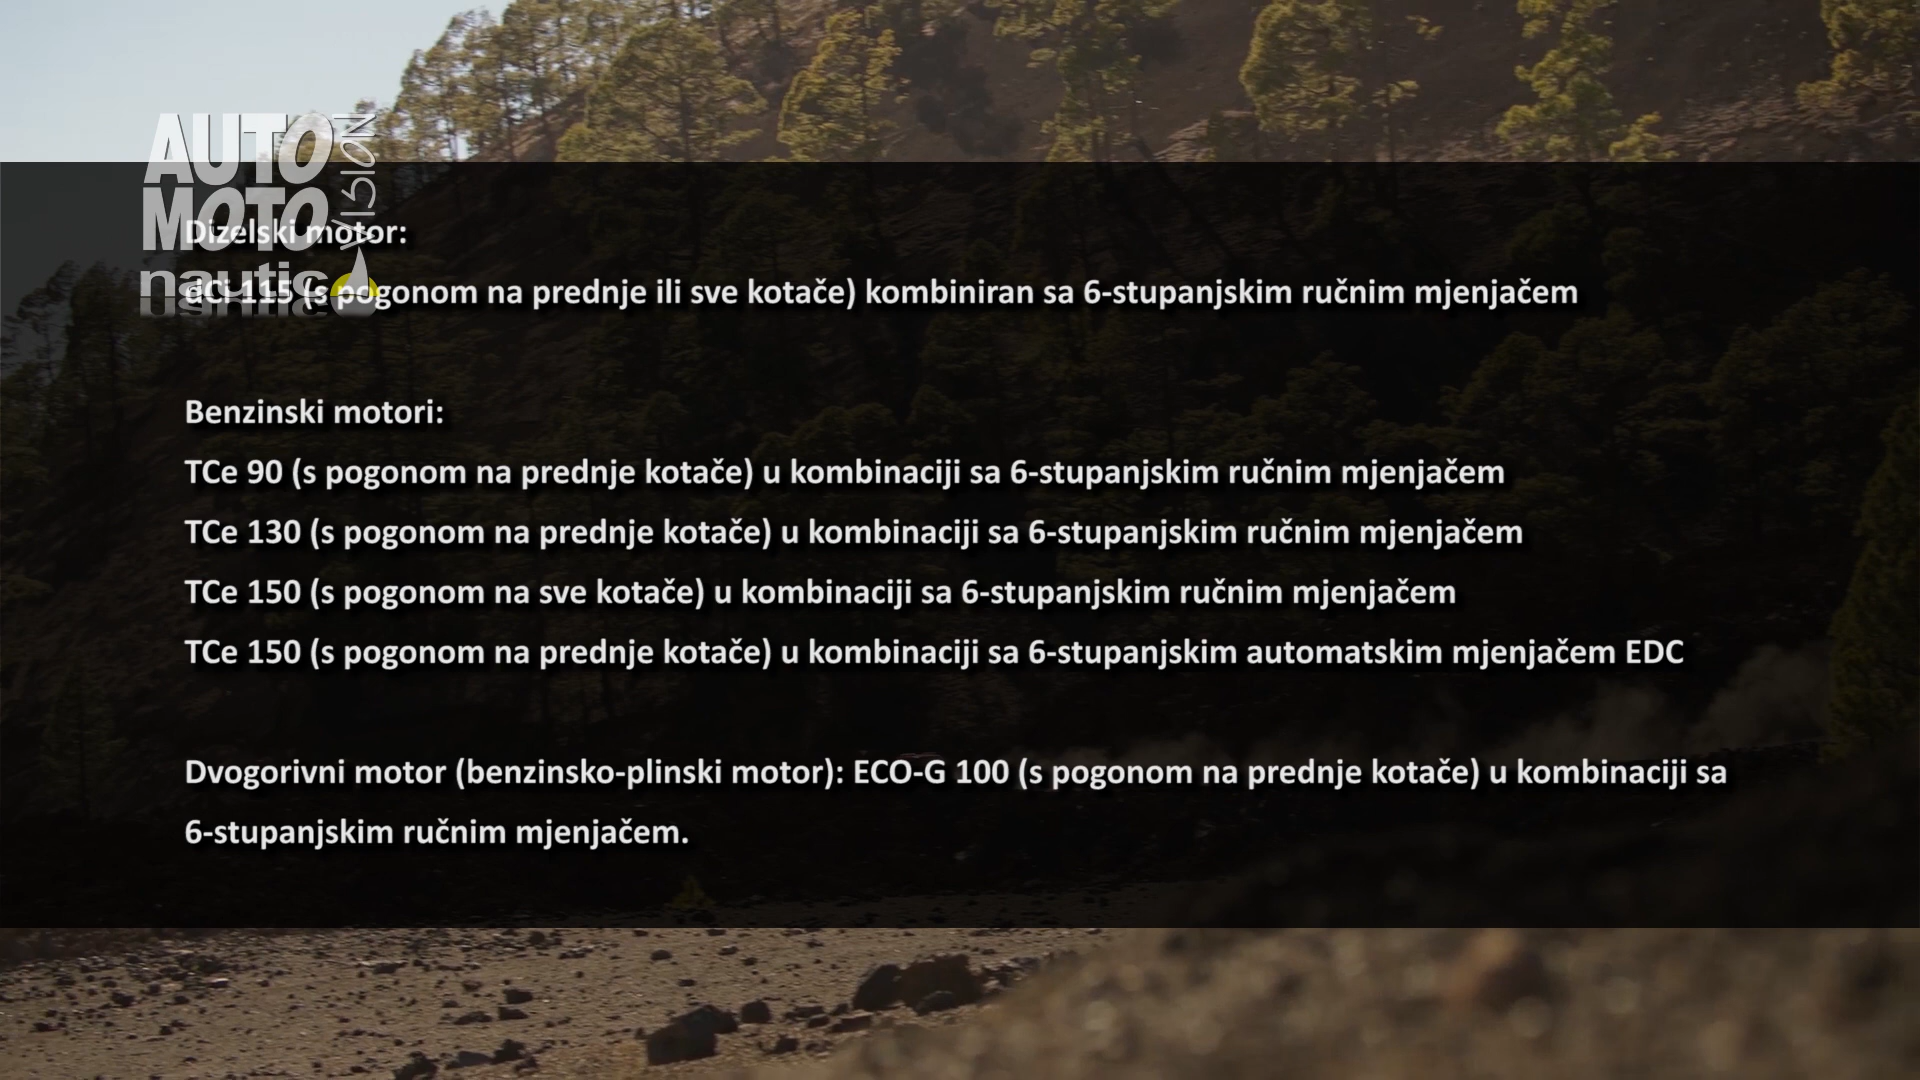 AUTO
MOTO
nautic
VISION
Dizelski motor:
dCi 115 (s pogonom na prednje ili sve kotače) kombiniran sa 6-stupanjskim ručnim mjenjačem
Benzinski motori:
TCe 90 (s pogonom na prednje kotače) u kombinaciji sa 6-stupanjskim ručnim mjenjačem
TCe 130 (s pogonom na prednje kotače) u kombinaciji sa 6-stupanjskim ručnim mjenjačem
TCe 150 (s pogonom na sve kotače) u kombinaciji sa 6-stupanjskim ručnim mjenjačem
TCe 150 (s pogonom na prednje kotače) u kombinaciji sa 6-stupanjskim automatskim mjenjačem EDC
Dvogorivni motor (benzinsko-plinski motor): ECO-G 100 (s pogonom na prednje kotače) u kombinaciji sa
6-stupanjskim ručnim mjenjačem.